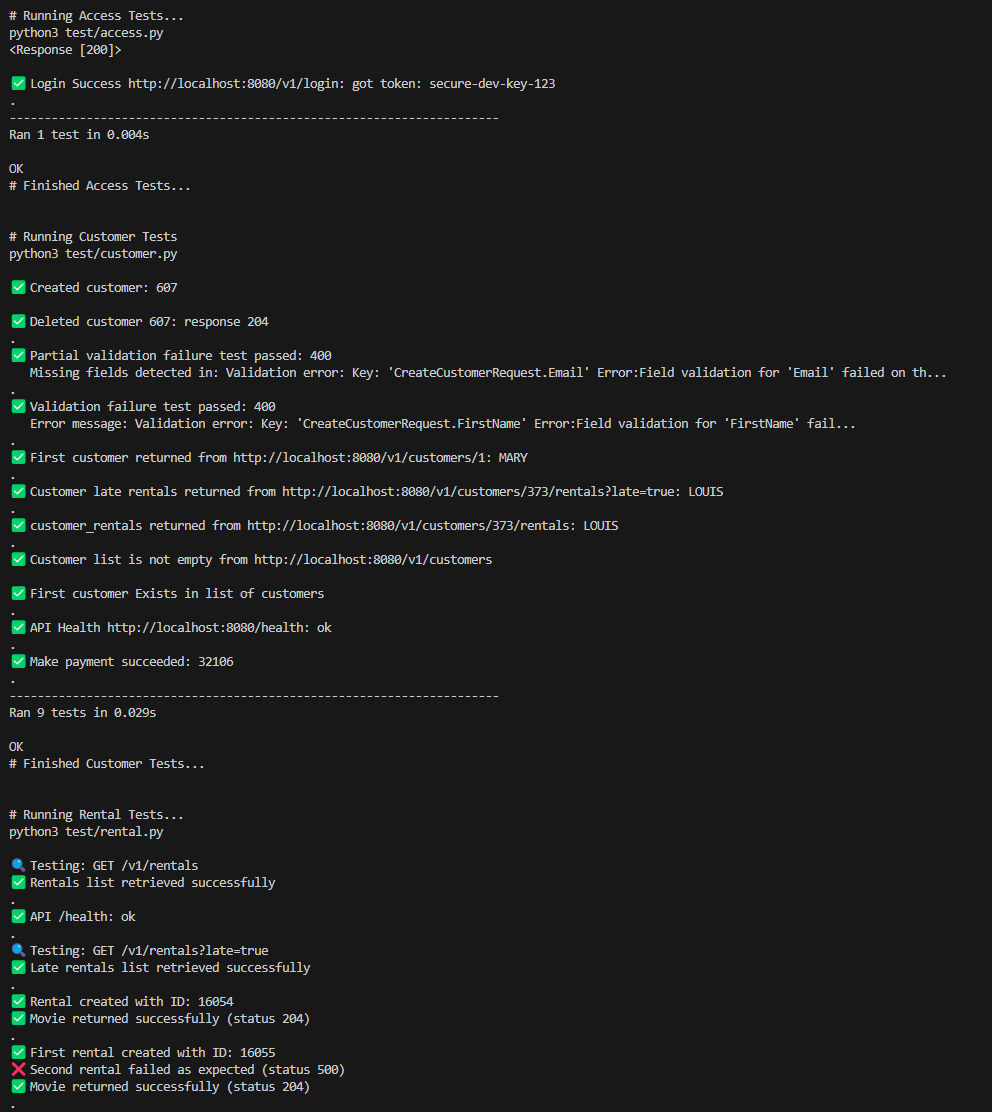 # Running Access Tests...
python3 test/access.py
<Response [200]>
✅ Login Success http://localhost:8080/v1/login: got token: secure-dev-key-123
.
----------------------------------------------------------------------
Ran 1 test in 0.004s
OK
# Finished Access Tests...
# Running Customer Tests
python3 test/customer.py
✅ Created customer: 607
✅ Deleted customer 607: response 204
.
✅ Partial validation failure test passed: 400
   Missing fields detected in: Validation error: Key: 'CreateCustomerRequest.Email' Error:Field validation for 'Email' failed on th...
.
✅ Validation failure test passed: 400
   Error message: Validation error: Key: 'CreateCustomerRequest.FirstName' Error:Field validation for 'FirstName' fail...
.
✅ First customer returned from http://localhost:8080/v1/customers/1: MARY
.
✅ Customer late rentals returned from http://localhost:8080/v1/customers/373/rentals?late=true: LOUIS
.
✅ customer_rentals returned from http://localhost:8080/v1/customers/373/rentals: LOUIS
.
✅ Customer list is not empty from http://localhost:8080/v1/customers
✅ First customer Exists in list of customers
.
✅ API Health http://localhost:8080/health: ok
.
✅ Make payment succeeded: 32106
.
----------------------------------------------------------------------
Ran 9 tests in 0.029s
OK
# Finished Customer Tests...
# Running Rental Tests...
python3 test/rental.py
🔍 Testing: GET /v1/rentals
✅ Rentals list retrieved successfully
.
✅ API /health: ok
.
🔍 Testing: GET /v1/rentals?late=true
✅ Late rentals list retrieved successfully
.
✅ Rental created with ID: 16054
✅ Movie returned successfully (status 204)
.
✅ First rental created with ID: 16055
❌ Second rental failed as expected (status 500)
✅ Movie returned successfully (status 204)
.